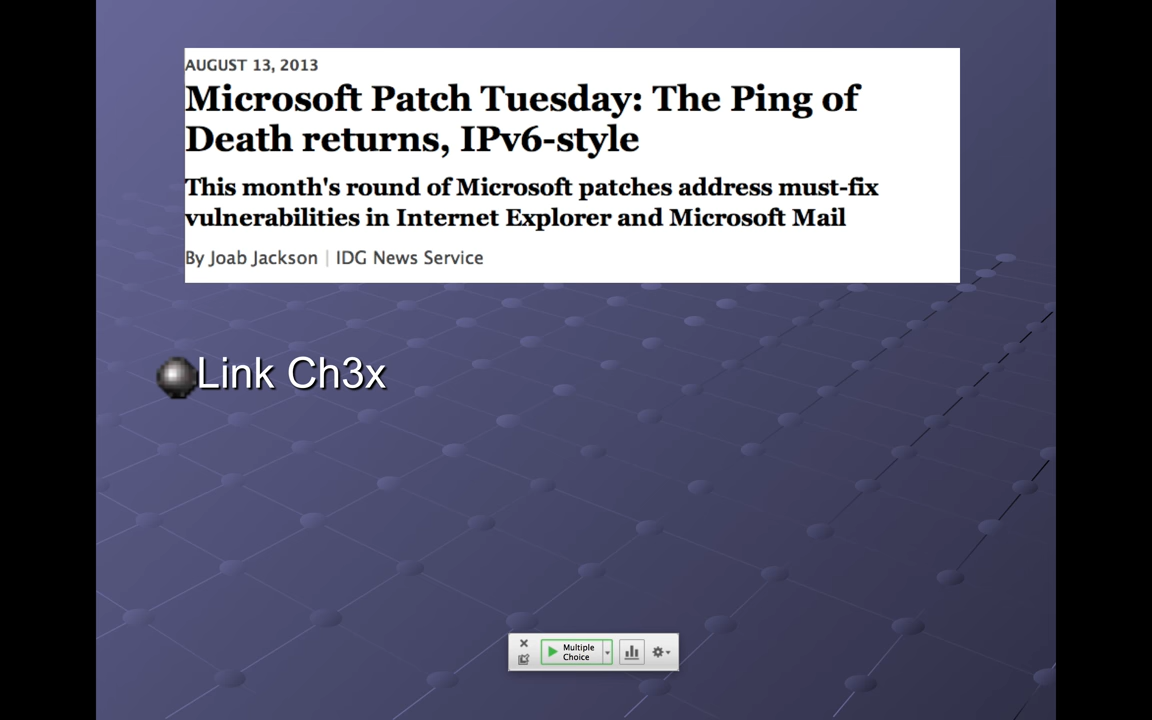 AUGUST 13, 2013
Microsoft Patch Tuesday: The Ping of
Death returns, IPv6-style
This month's round of Microsoft patches address must-fix
vulnerabilities in Internet Explorer and Microsoft Mail
By Joab Jackson | IDG News Service
Link Ch3x
Multiple
Choice